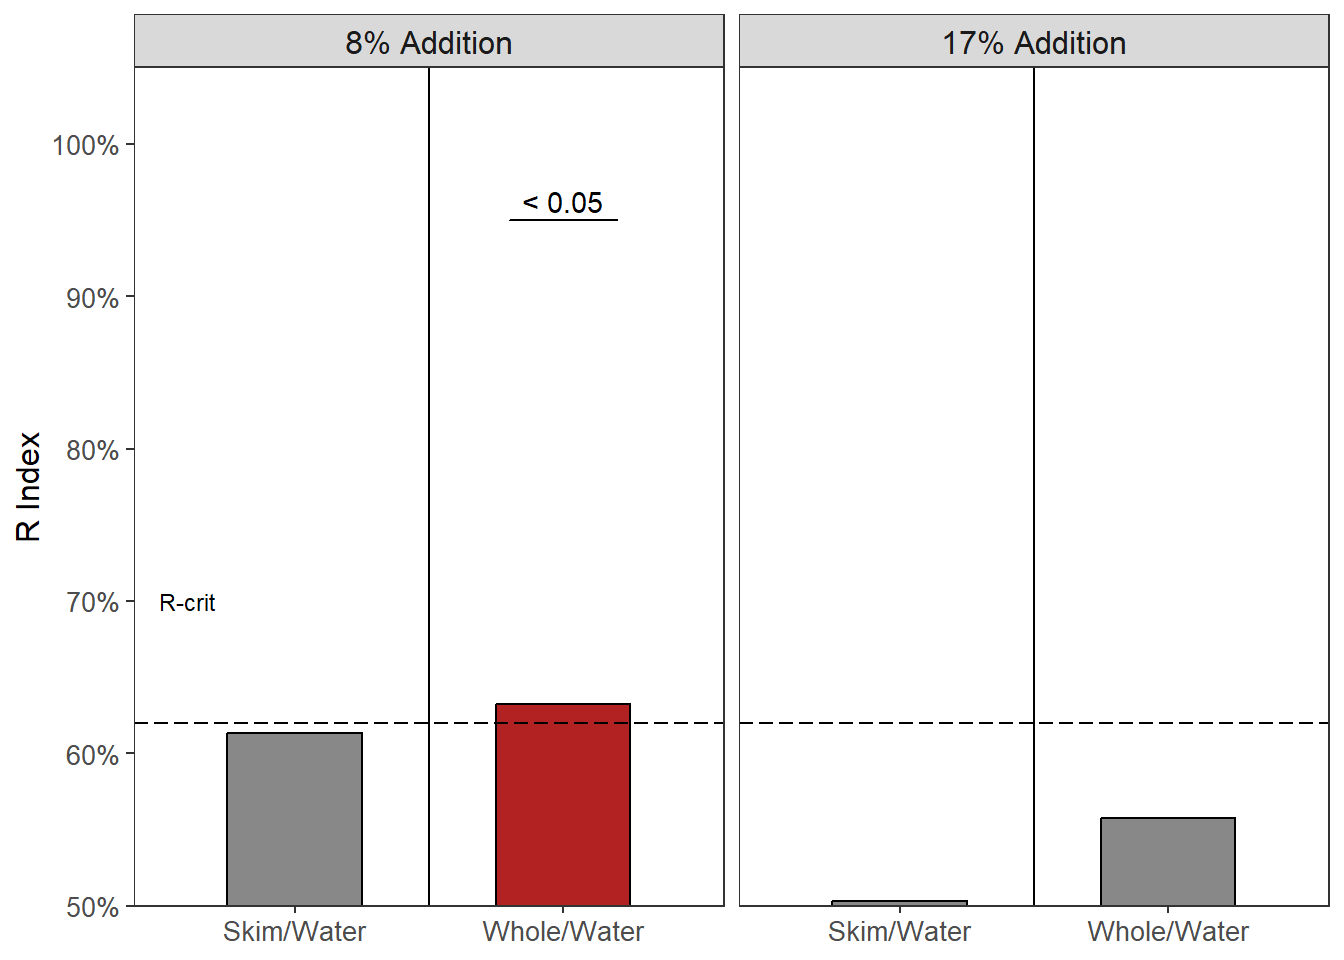 8% Addition
17% Addition
100%
90%
80%
70%
60%
50%
R Index
< 0.05
R-crit
Skim/Water
Whole/Water
Skim/Water
Whole/Water